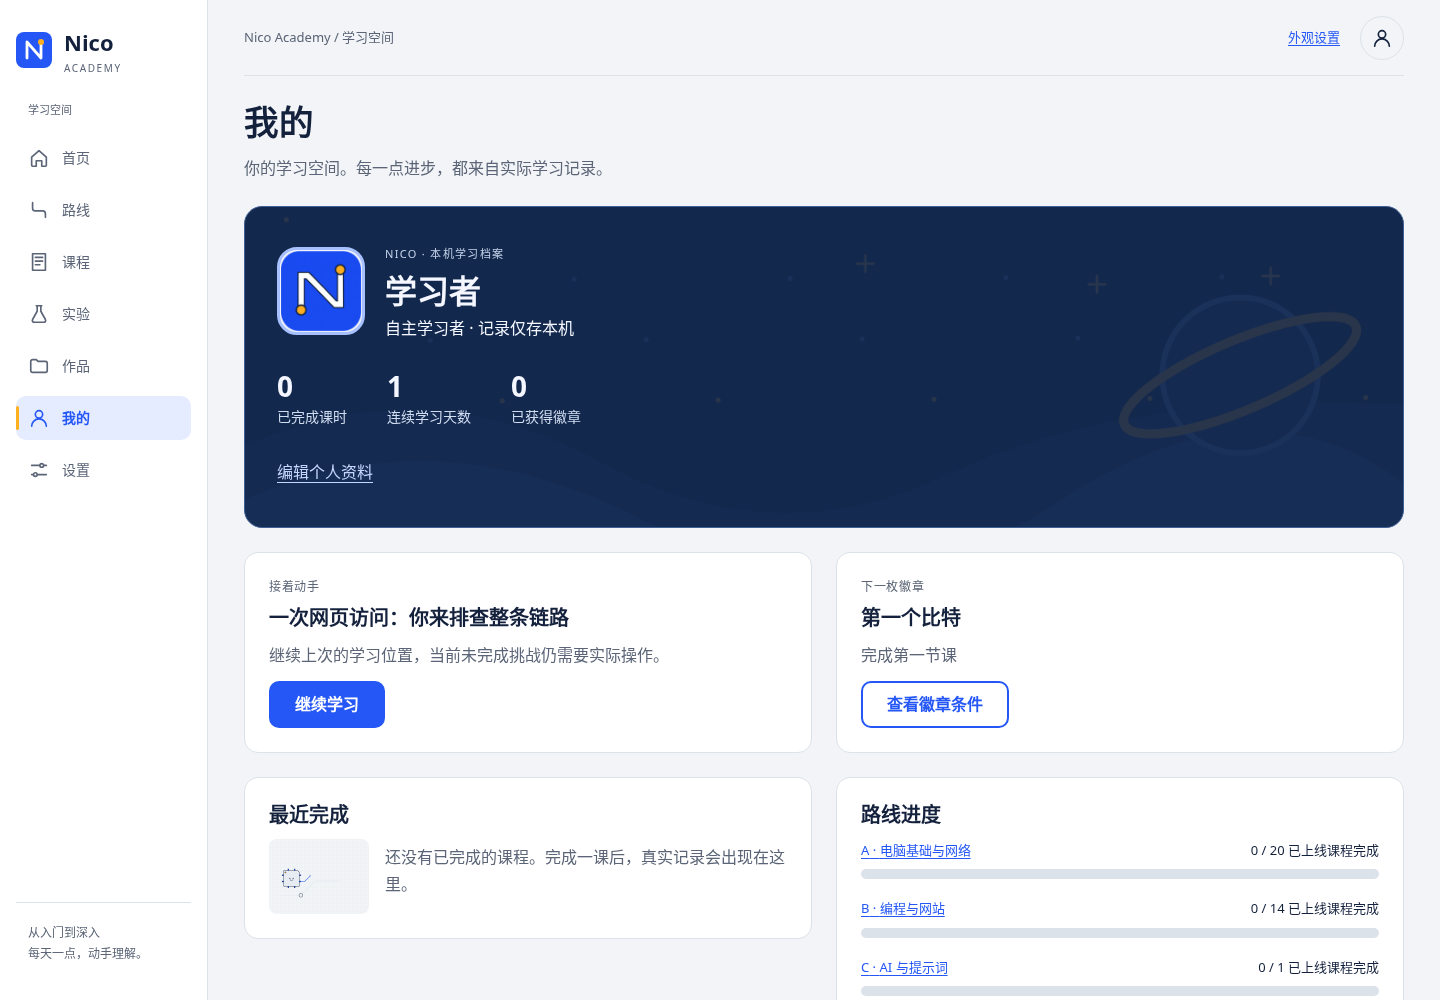 Nico
ACADEMY
学习空间
首页
路线
课程
实验
作品
我的
设置
从入门到深入
每天一点，动手理解。
Nico Academy / 学习空间
外观设置
我的
你的学习空间。每一点进步，都来自实际学习记录。
NICO · 本机学习档案
学习者
自主学习者 · 记录仅存本机
0
已完成课时
1
连续学习天数
0
已获得徽章
编辑个人资料
接着动手
一次网页访问：你来排查整条链路
继续上次的学习位置，当前未完成挑战仍需要实际操作。
继续学习
下一枚徽章
第一个比特
完成第一节课
查看徽章条件
最近完成
还没有已完成的课程。完成一课后，真实记录会出现在这
里。
路线进度
A · 电脑基础与网络
0 / 20 已上线课程完成
B · 编程与网站
0 / 14 已上线课程完成
C · AI 与提示词
0 / 1 已上线课程完成